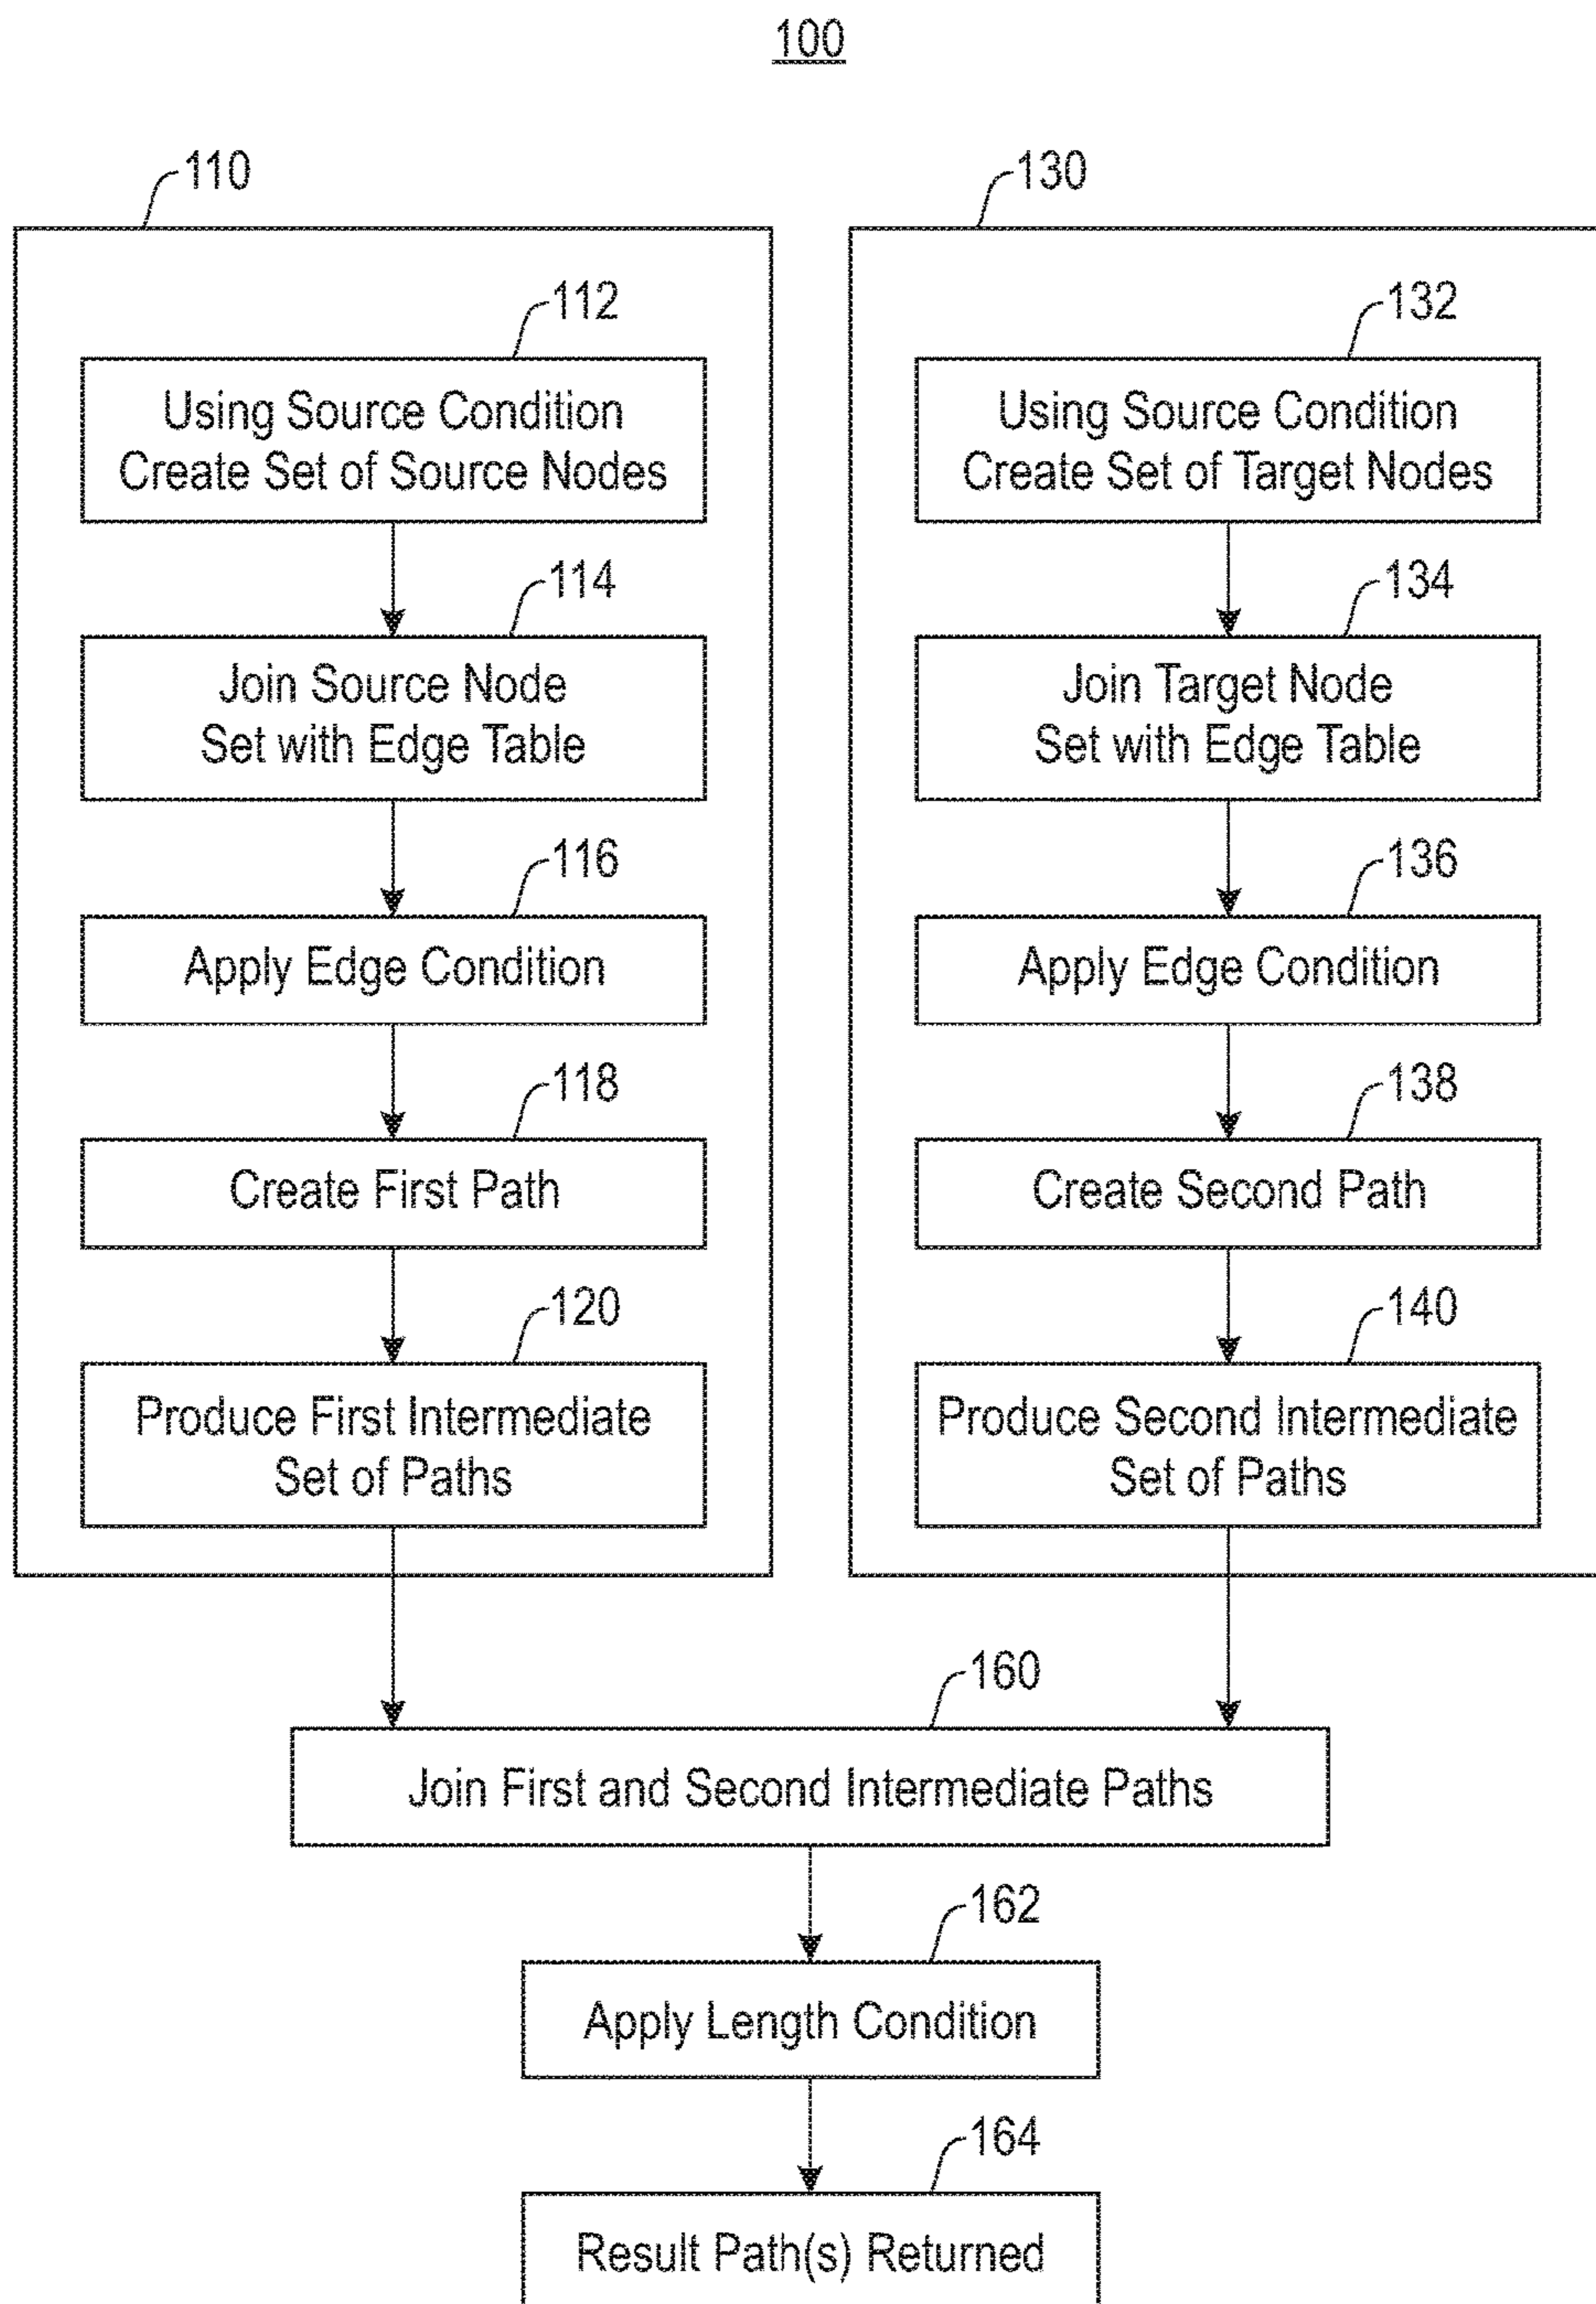 100
110
112
Using Source Condition
Create Set of Source Nodes
114
Join Source Node
Set with Edge Table
116
Apply Edge Condition
118
Create First Path
120
Produce First Intermediate
Set of Paths
130
132
Using Source Condition
Create Set of Target Nodes
134
Join Target Node
Set with Edge Table
136
Apply Edge Condition
138
Create Second Path
140
Produce Second Intermediate
Set of Paths
160
Join First and Second Intermediate Paths
162
Apply Length Condition
164
Result Path(s) Returned